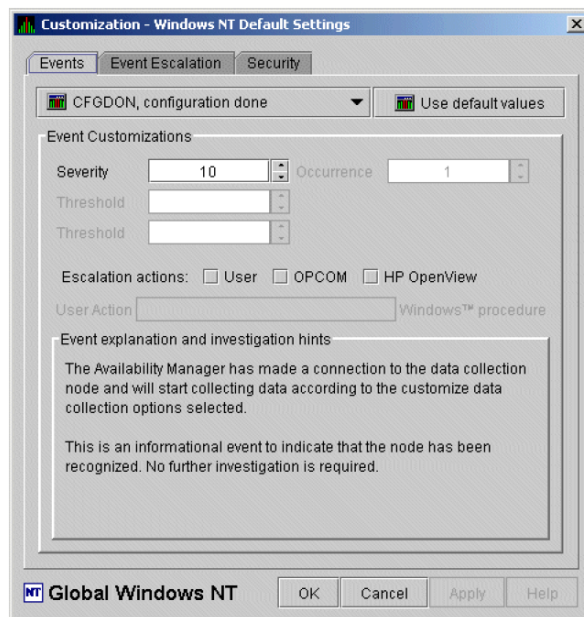 Customization - Windows NT Default Settings
Events Event Escalation Security
CFGDON, configuration done Use default values
Event Customizations
Severity 10 Occurrence 1
Threshold
Threshold
Escalation actions: User OPCOM HP OpenView
User Action Windows™ procedure
Event explanation and investigation hints
The Availability Manager has made a connection to the data collection
node and will start collecting data according to the customize data
collection options selected.
This is an informational event to indicate that the node has been
recognized. No further investigation is required.
NT Global Windows NT OK Cancel Apply Help